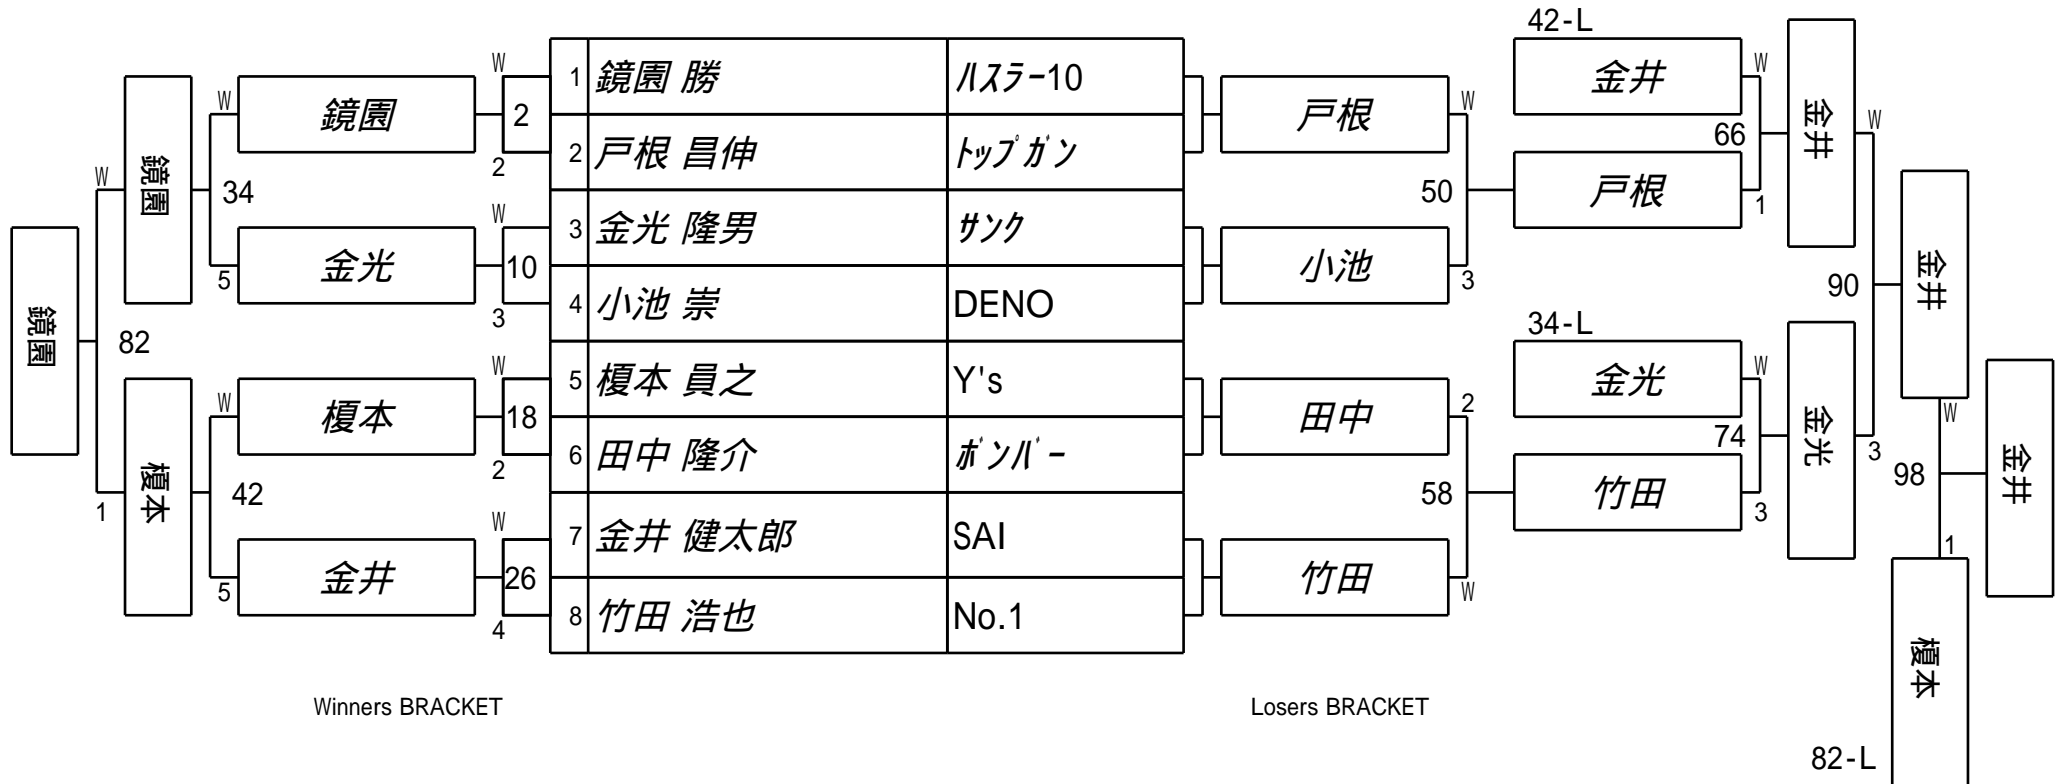 42-L
W
1 鏡園 勝 ハスラー10
鏡園
2
戸根
W
金井
W
2 戸根 昌伸 トップガン
2
66
金井
W
鏡園
W
34
50
戸根
1
W
3 金光 隆男 サンク
W
金光
5
10
小池
3
90
金井
4 小池 崇 DENO
3
34-L
鏡園
82
W
5 榎本 員之 Y's
金光
W
榎本
W
18
田中
2
74
金光
3
W
6 田中 隆介 ボンバー
2
58
竹田
3
98
金井
榎本
1
42
W
7 金井 健太郎 SAI
金井
5
26
竹田
W
1
8 竹田 浩也 No.1
4
榎本
Winners BRACKET
Losers BRACKET
82-L